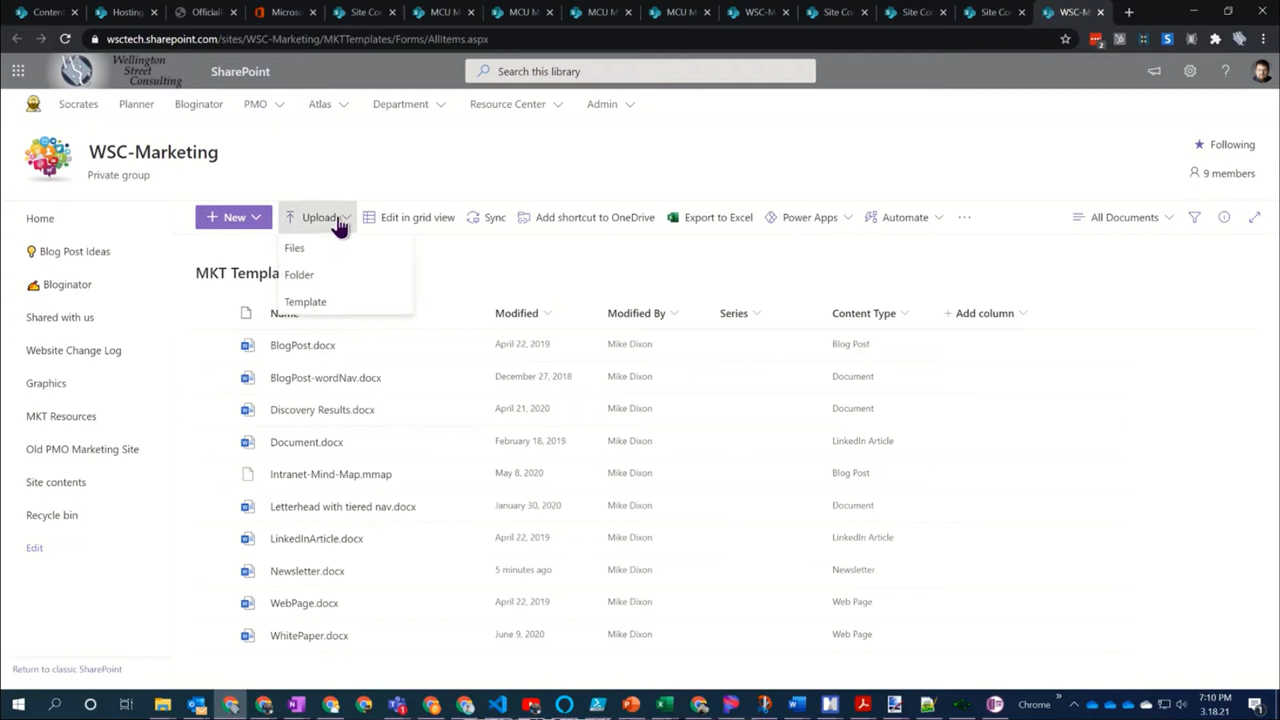 Conten
Hosting
Officiall
Microso
Site Co
MCU M
MCU M
MCU M
MCU M
WSC-M
Site Co
Site Co
Site Co
WSC-M
wsctech.sharepoint.com/sites/WSC-Marketing/MKTTemplates/Forms/AllItems.aspx
Wellington
Street
Consulting
SharePoint
Search this library
Socrates Planner Bloginator PMO Atlas Department Resource Center Admin
WSC-Marketing
Private group
Following
9 members
New Upload Edit in grid view Sync Add shortcut to OneDrive Export to Excel Power Apps Automate ... All Documents
Files
Folder
Template
Home
Blog Post Ideas
Bloginator
Shared with us
Website Change Log
Graphics
MKT Resources
Old PMO Marketing Site
Site contents
Recycle bin
Edit
Return to classic SharePoint
MKT Templa
Name Modified Modified By Series Content Type + Add column
BlogPost.docx April 22, 2019 Mike Dixon Blog Post
BlogPost-wordNav.docx December 27, 2018 Mike Dixon Document
Discovery Results.docx April 21, 2020 Mike Dixon Document
Document.docx February 18, 2019 Mike Dixon LinkedIn Article
Intranet-Mind-Map.mmap May 8, 2020 Mike Dixon Blog Post
Letterhead with tiered nav.docx January 30, 2020 Mike Dixon Document
LinkedInArticle.docx April 22, 2019 Mike Dixon LinkedIn Article
Newsletter.docx 5 minutes ago Mike Dixon Newsletter
WebPage.docx April 22, 2019 Mike Dixon Web Page
WhitePaper.docx June 9, 2020 Mike Dixon Web Page
Chrome
7:10 PM
3.18.21